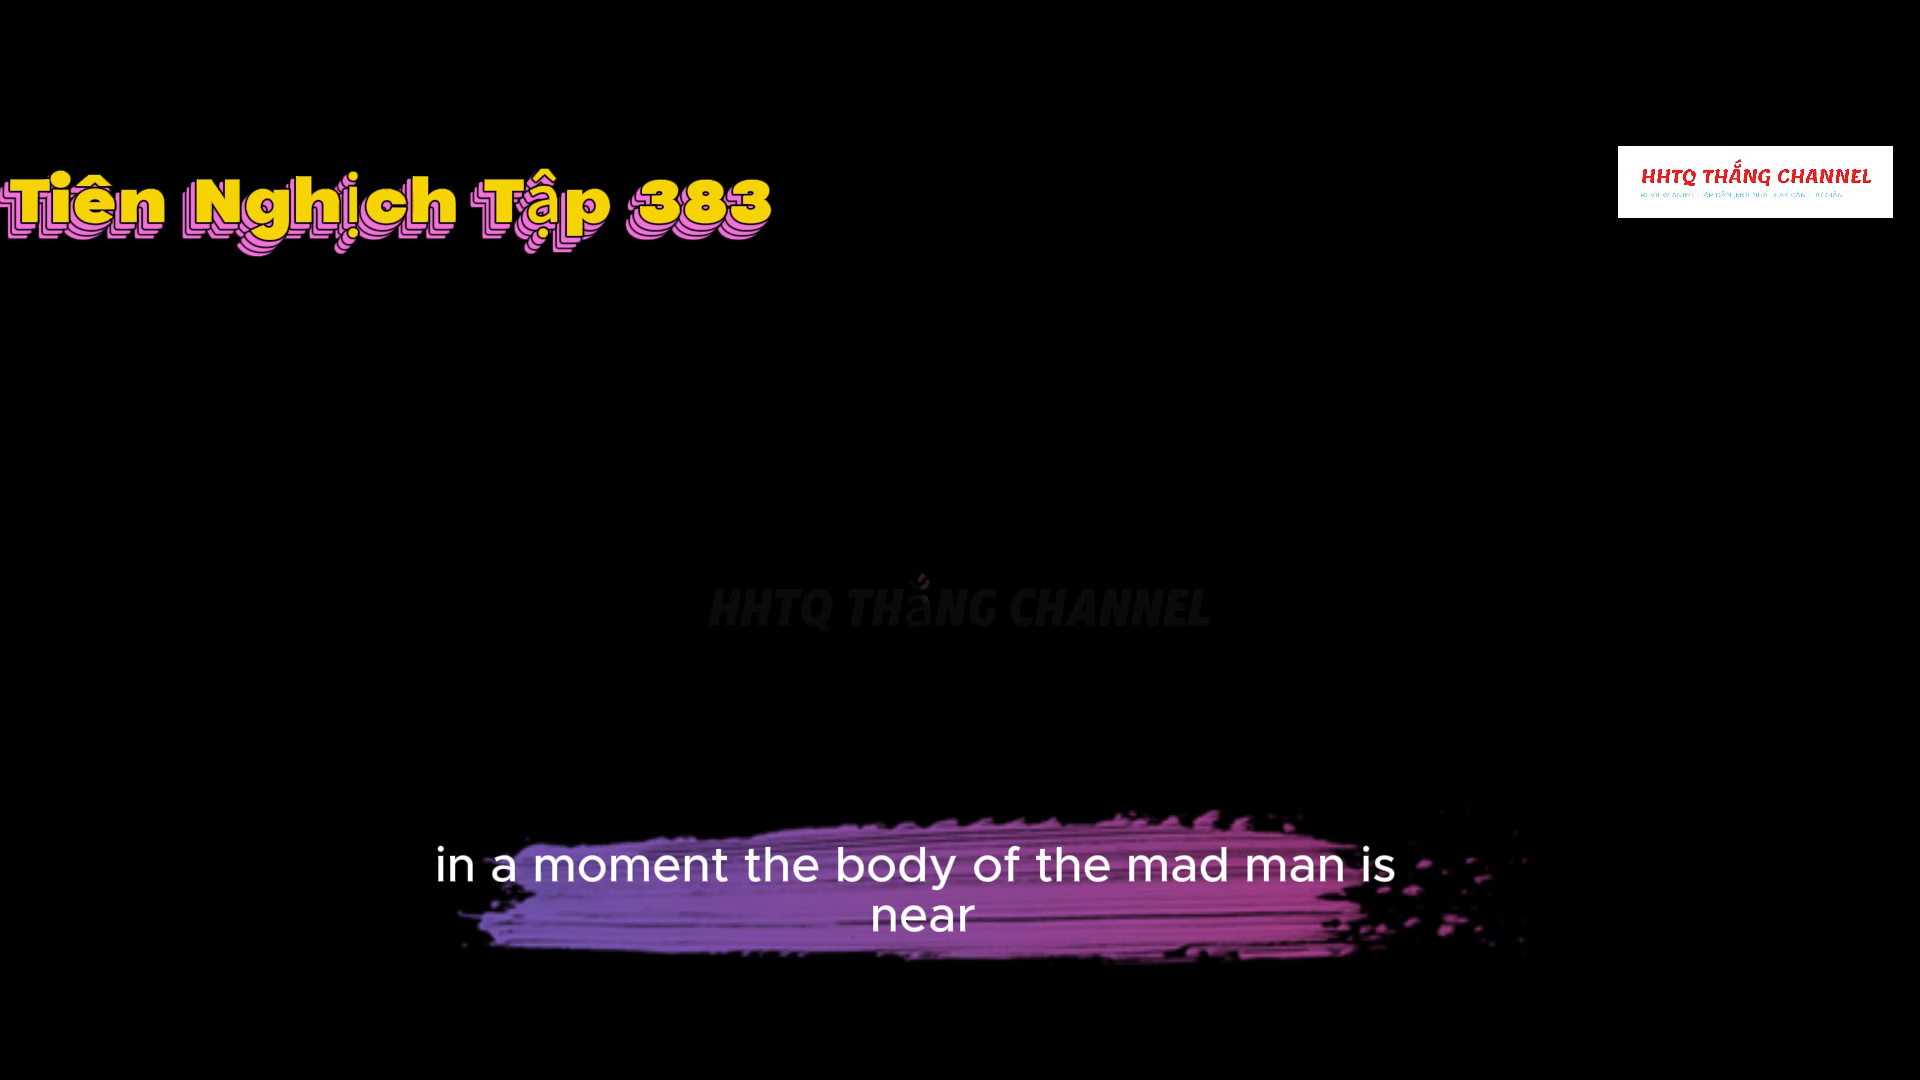 Tiên Nghịch Tập 383
HHTQ THẮNG CHANNEL
HHTQ THẮNG CHANNEL
in a moment the body of the mad man is
near